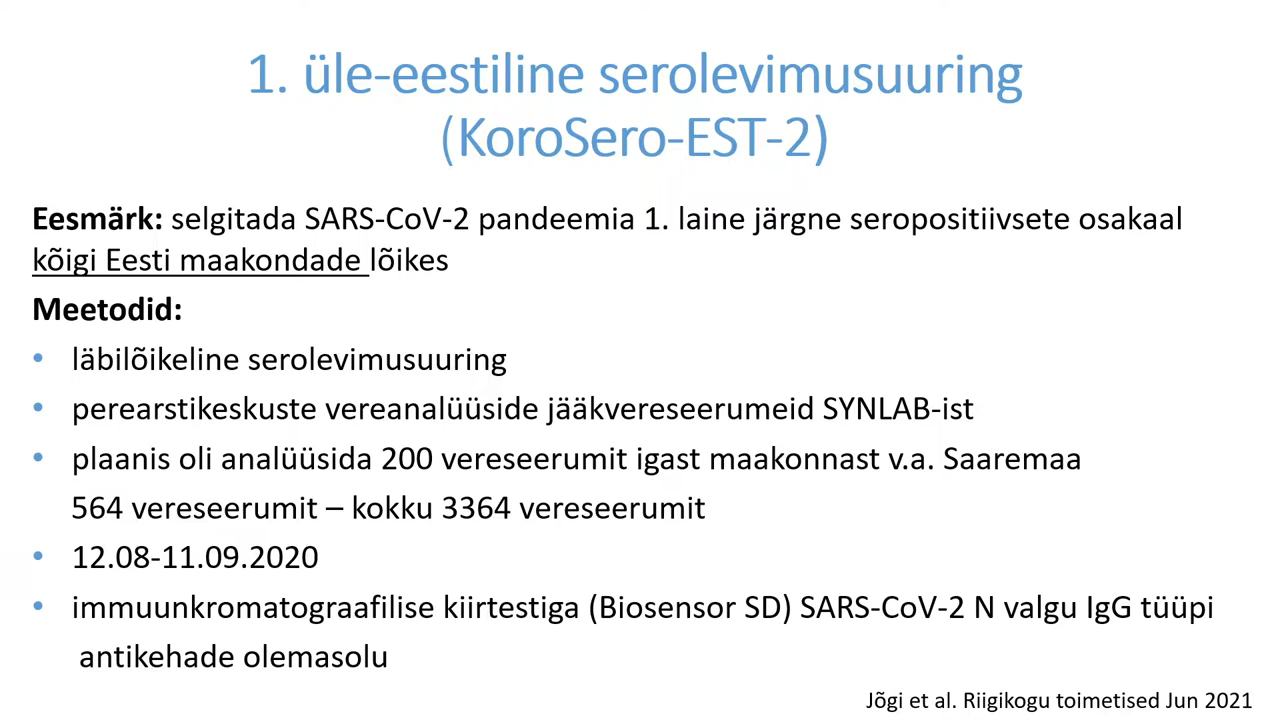 1. üle-eestiline serolevimusuuring
(KoroSero-EST-2)
Eesmärk: selgitada SARS-CoV-2 pandeemia 1. laine järgne seropositiivsete osakaal
kõigi Eesti maakondade lõikes
Meetodid:
• läbilõikeline serolevimusuuring
• perearstikeskuste vereanalüüside jääkvereseerumeid SYNLAB-ist
• plaanis oli analüüsida 200 vereseerumit igast maakonnast v.a. Saaremaa
564 vereseerumit – kokku 3364 vereseerumit
• 12.08-11.09.2020
• immuunkromatograafilise kiirtestiga (Biosensor SD) SARS-CoV-2 N valgu IgG tüüpi
antikehade olemasolu
Jõgi et al. Riigikogu toimetised Jun 2021